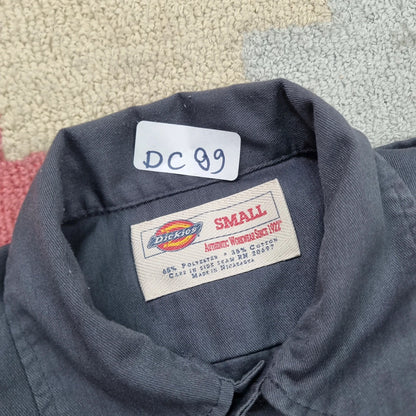 DC 99
Dickies
SMALL
AUTHENTIC WORKWEAR SINCE 1922
65% POLYESTER • 35% COTTON
CARE IN SIDE SEAM RN 20697
MADE IN NICARAGUA